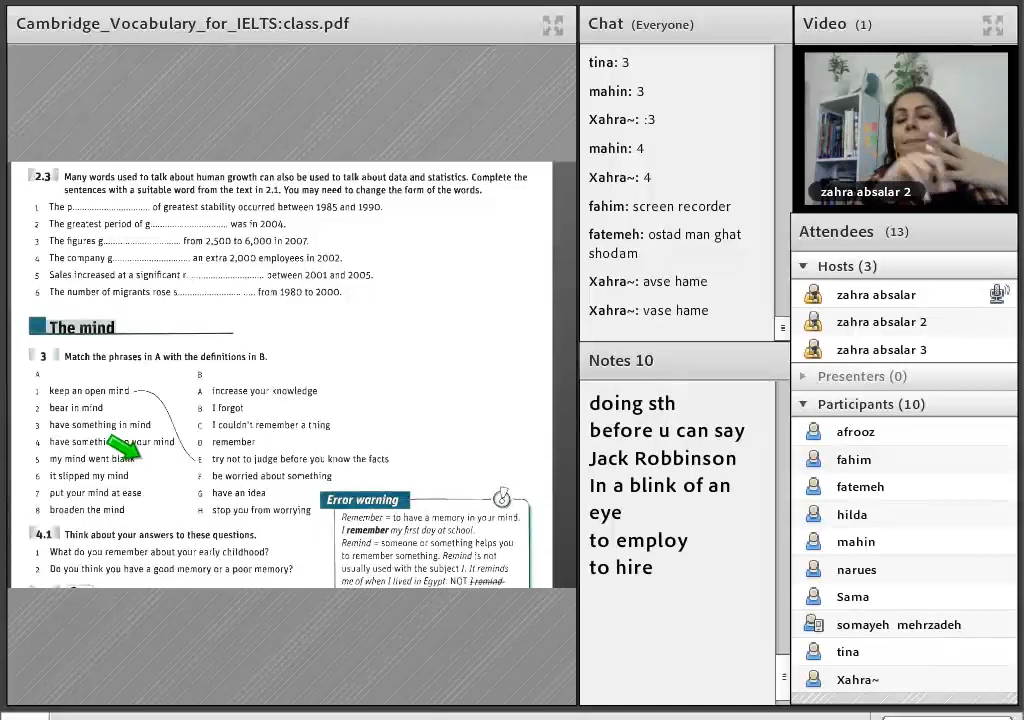 Cambridge_Vocabulary_for_IELTS:class.pdf
2.3 Many words used to talk about human growth can also be used to talk about data and statistics. Complete the
sentences with a suitable word from the text in 2.1. You may need to change the form of the words.
1 The p............................ of greatest stability occurred between 1985 and 1990.
2 The greatest period of g............................ was in 2004.
3 The figures g............................ from 2,500 to 6,000 in 2007.
4 The company g............................ an extra 2,000 employees in 2002.
5 Sales increased at a significant r............................ between 2001 and 2005.
6 The number of migrants rose s............................ from 1980 to 2000.
The mind
3 Match the phrases in A with the definitions in B.
A B
1 keep an open mind A increase your knowledge
2 bear in mind B I forgot
3 have something in mind C I couldn't remember a thing
4 have something your mind D remember
5 my mind went blank E try not to judge before you know the facts
6 it slipped my mind F be worried about something
7 put your mind at ease G have an idea
8 broaden the mind H stop you from worrying
Error warning
Remember = to have a memory in your mind.
I remember my first day at school.
Remind = someone or something helps you
to remember something. Remind is not
usually used with the subject I. It reminds
me of when I lived in Egypt. NOT I remind
4.1 Think about your answers to these questions.
1 What do you remember about your early childhood?
2 Do you think you have a good memory or a poor memory?
Chat (Everyone)
tina: 3
mahin: 3
Xahra~: :3
mahin: 4
Xahra~: 4
fahim: screen recorder
fatemeh: ostad man ghat
shodam
Xahra~: avse hame
Xahra~: vase hame
Notes 10
doing sth
before u can say
Jack Robbinson
In a blink of an
eye
to employ
to hire
Video (1)
zahra absalar 2
Attendees (13)
Hosts (3)
zahra absalar
zahra absalar 2
zahra absalar 3
Presenters (0)
Participants (10)
afrooz
fahim
fatemeh
hilda
mahin
narues
Sama
somayeh mehrzadeh
tina
Xahra~